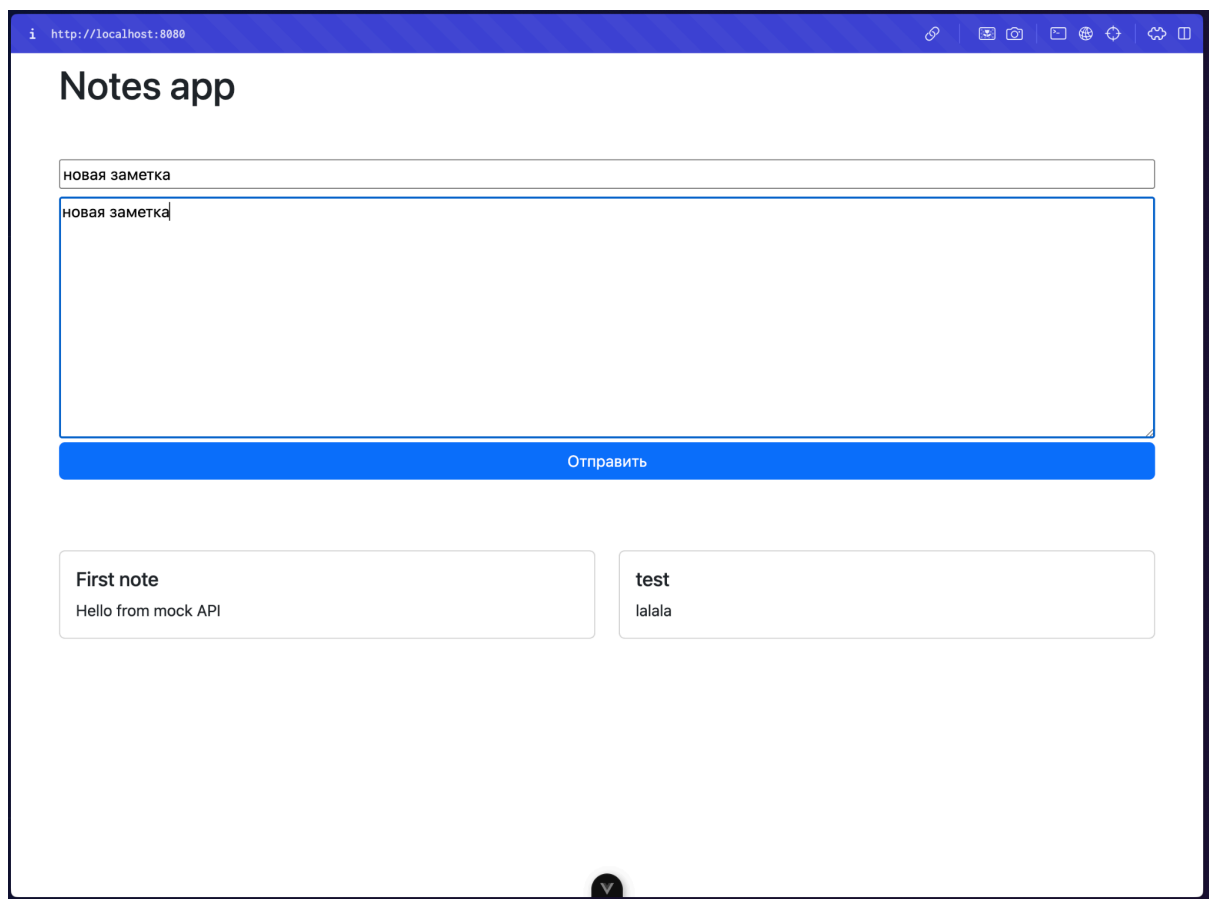 i http://localhost:8080
Notes app
новая заметка
новая заметка
Отправить
First note
Hello from mock API
test
lalala